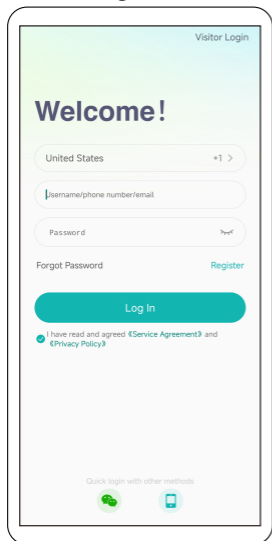 Visitor Login
Welcome!
United States +1 >
Username/phone number/email
Password
Forgot Password Register
Log In
I have read and agreed 《Service Agreement》 and
《Privacy Policy》
Quick login with other methods